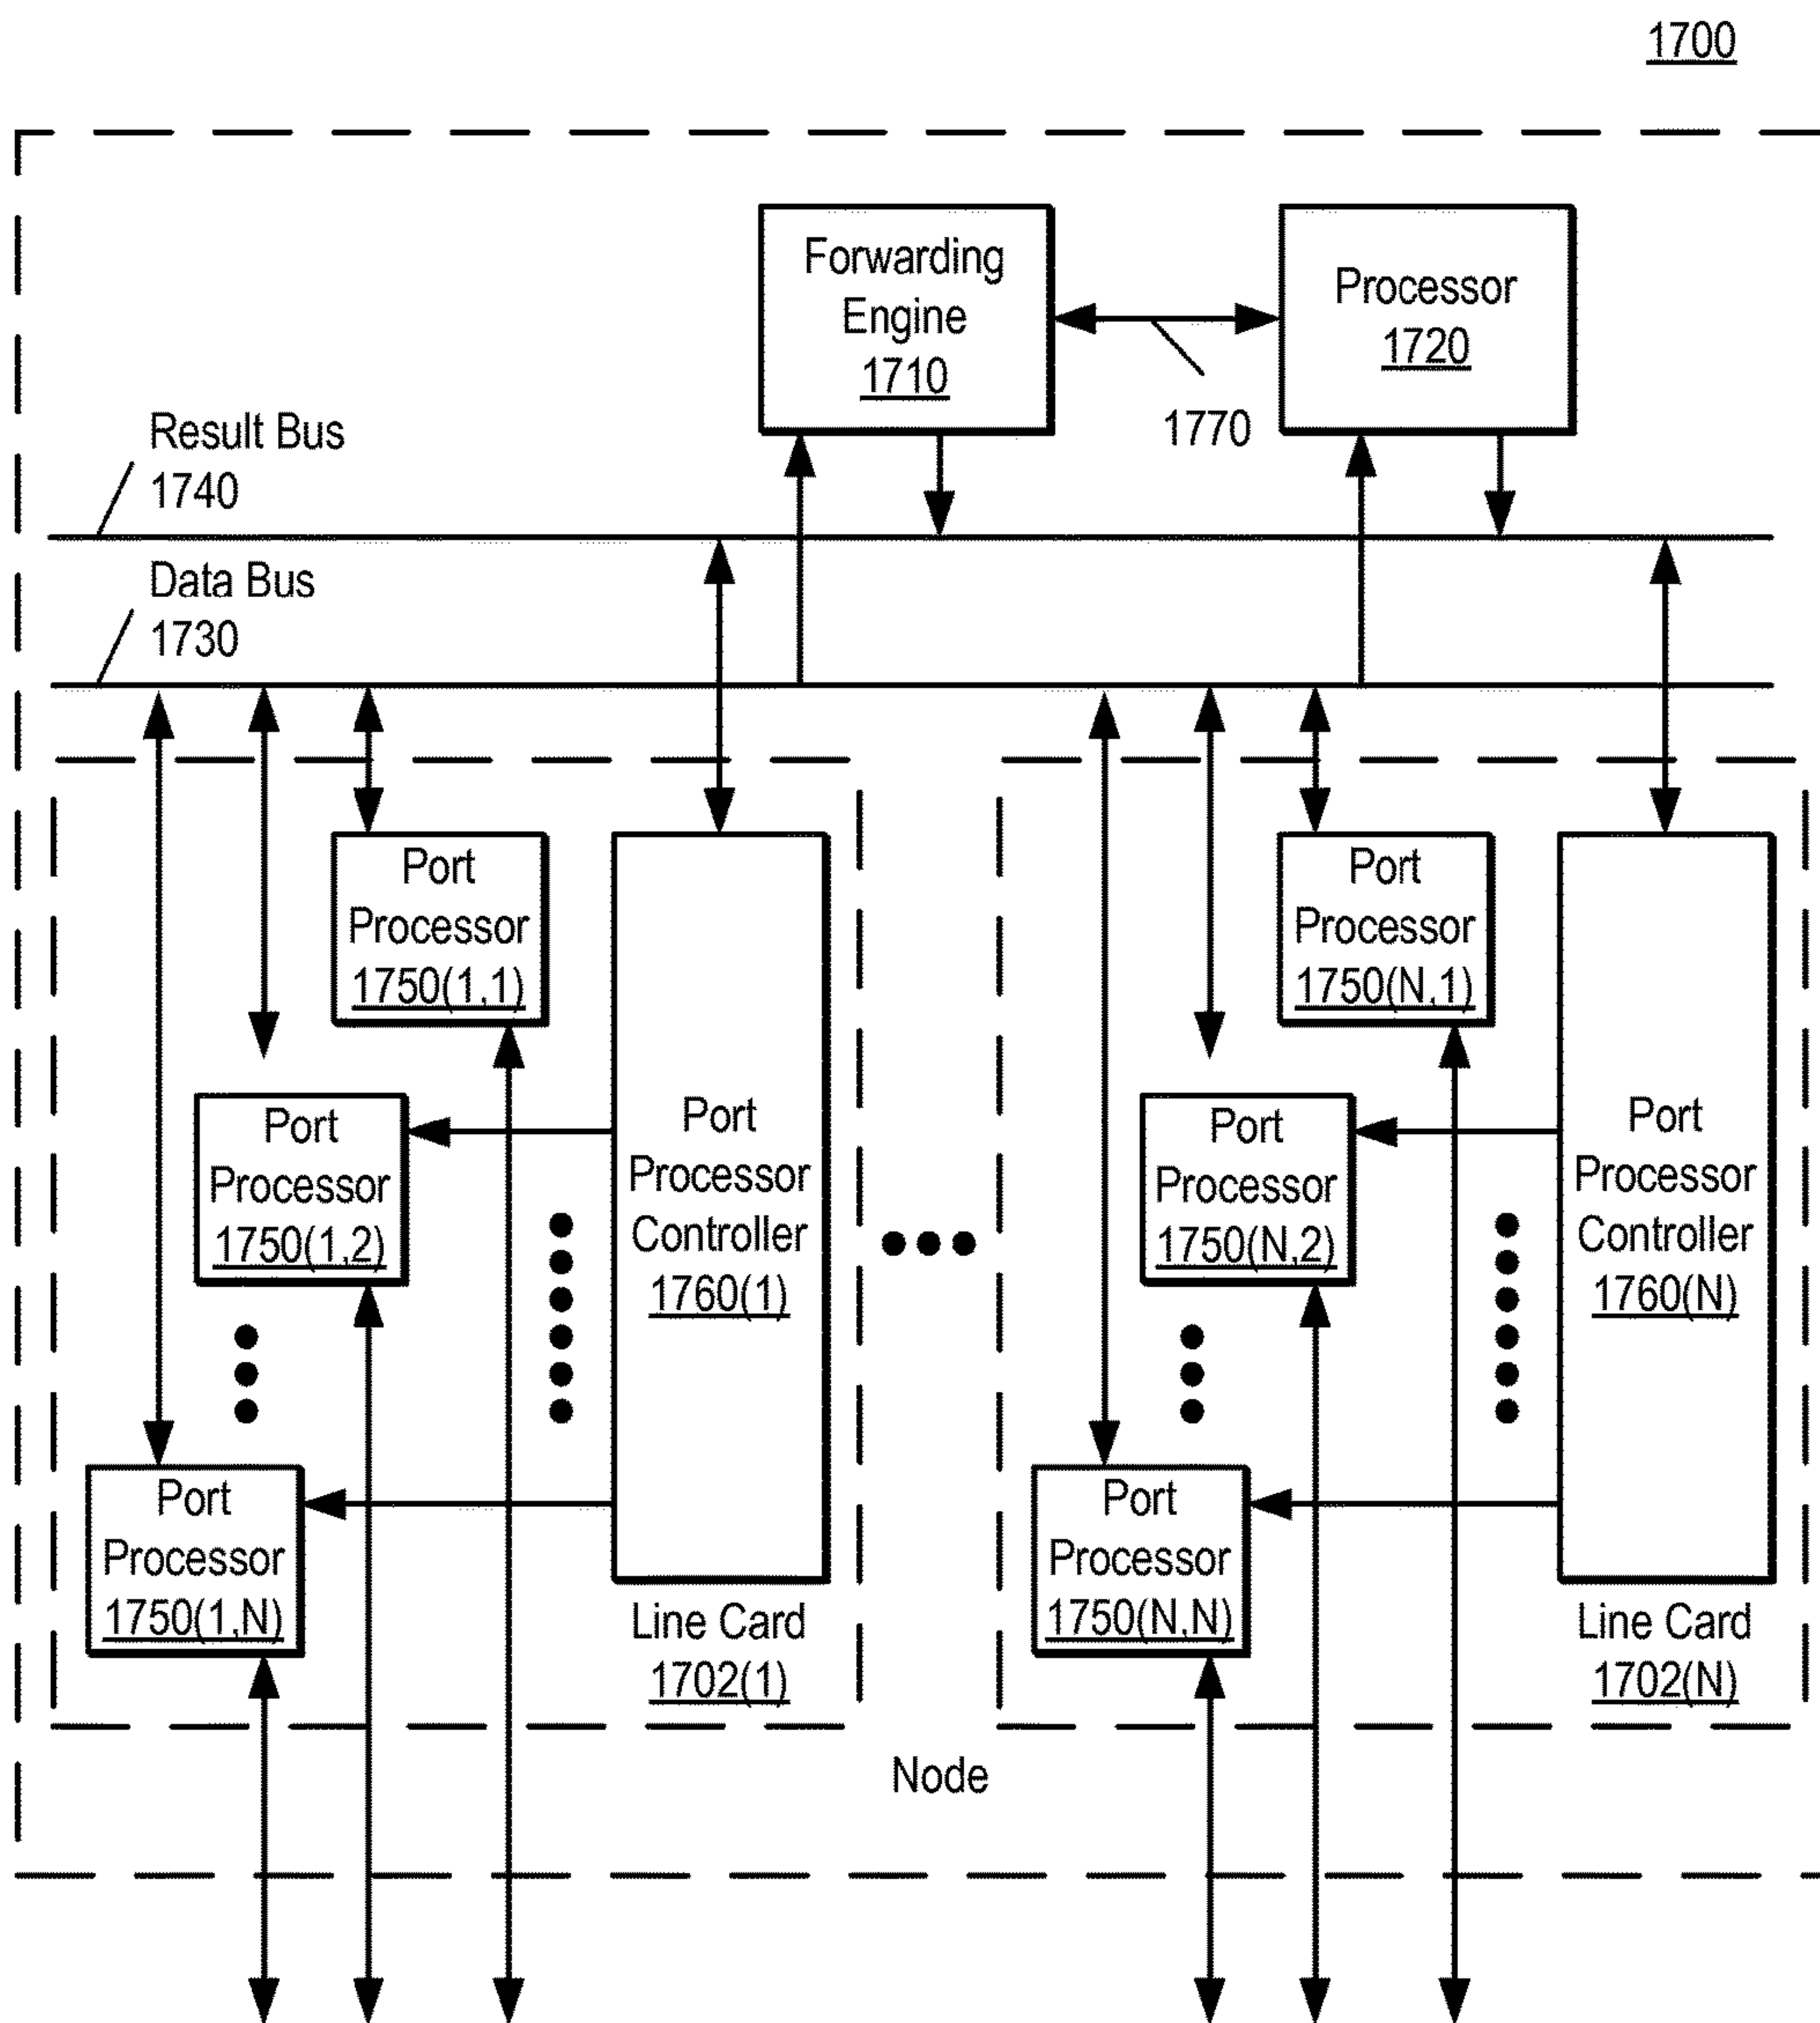 1700
Forwarding
Engine
1710
Processor
1720
1770
Result Bus
1740
Data Bus
1730
Port
Processor
1750(1,1)
Port
Processor
1750(1,2)
Port
Processor
1750(1,N)
Port
Processor
Controller
1760(1)
Line Card
1702(1)
Port
Processor
1750(N,1)
Port
Processor
1750(N,2)
Port
Processor
1750(N,N)
Port
Processor
Controller
1760(N)
Line Card
1702(N)
Node